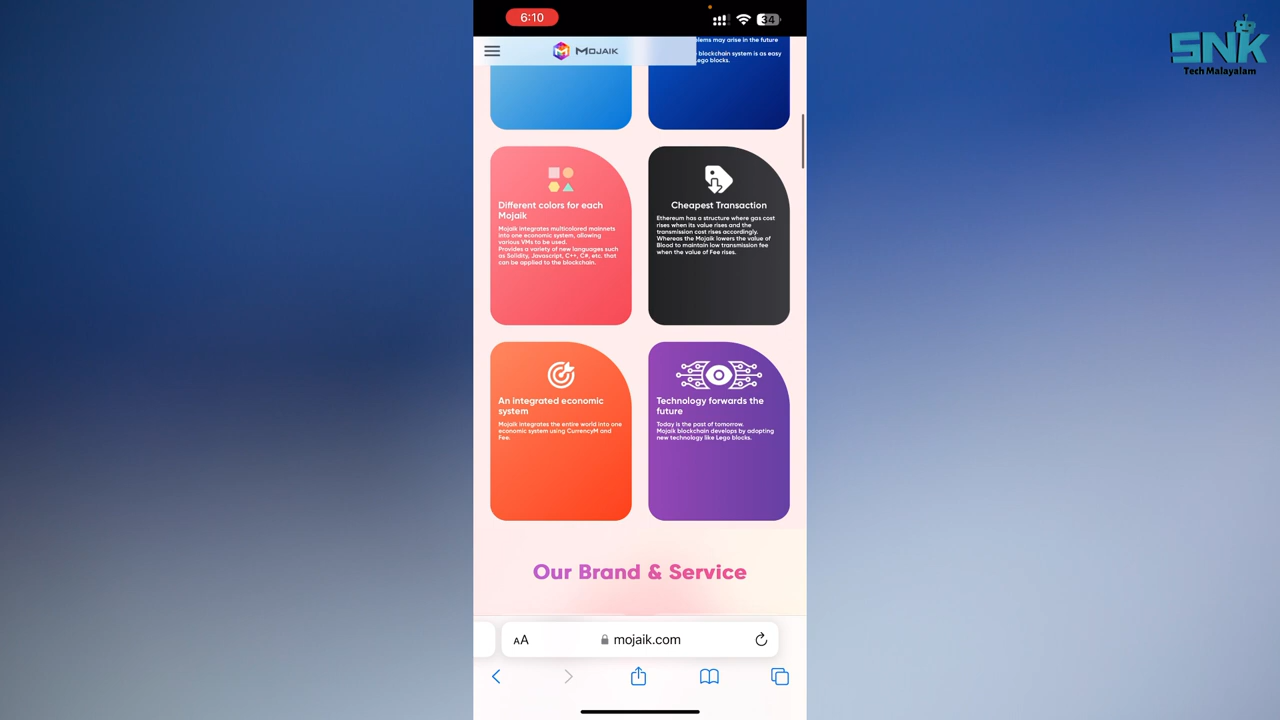 6:10
34
SNK
Tech Malayalam
MOJAIK
blems may arise in the future
blockchain system is as easy
Lego blocks.
Different colors for each
Mojaik
Mojaik integrates multicolored mainnets
into one economic system, allowing
various VMs to be used.
Provides a variety of new languages such
as Solidity, Javascript, C++, C#, etc. that
can be applied to the blockchain.
Cheapest Transaction
Ethereum has a structure where gas cost
rises when its value rises and the
transmission cost rises accordingly.
Whereas the Mojaik lowers the value of
Blood to maintain low transmission fee
when the value of Fee rises.
An integrated economic
system
Mojaik integrates the entire world into one
economic system using CurrencyM and
Fee.
Technology forwards the
future
Today is the past of tomorrow.
Mojaik blockchain develops by adopting
new technology like Lego blocks.
Our Brand & Service
AA
mojaik.com